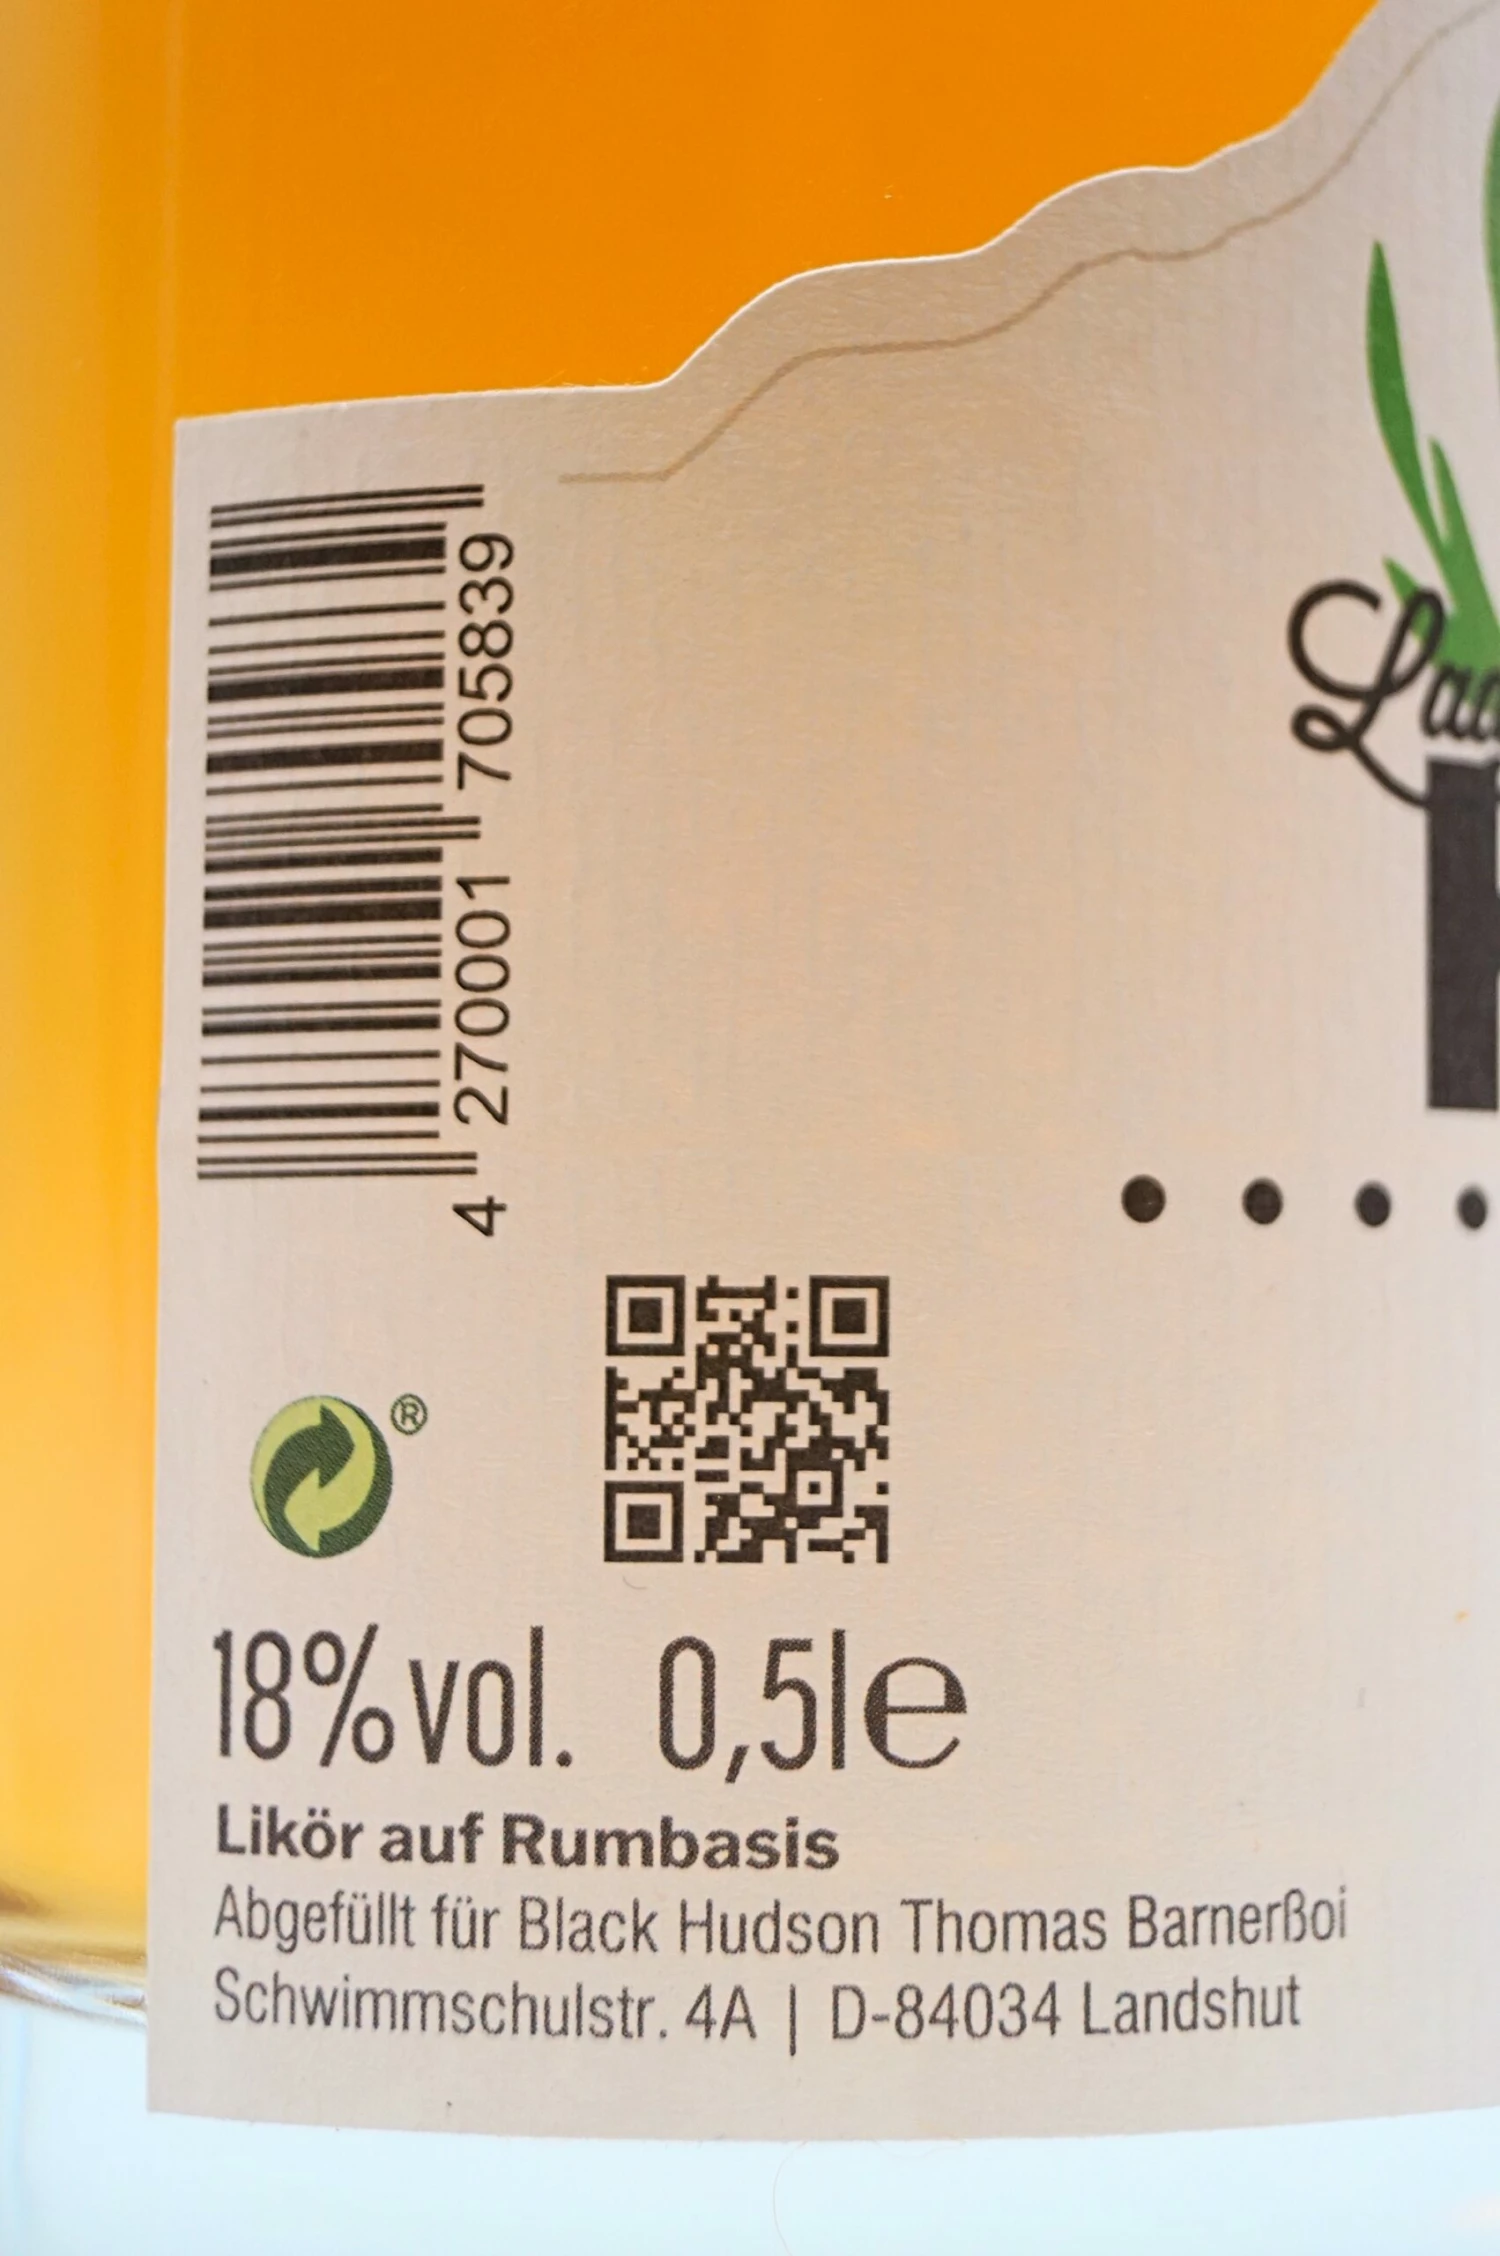 4 270001 705839
®
18%vol. 0,5l℮
Likör auf Rumbasis
Abgefüllt für Black Hudson Thomas Barnerßoi
Schwimmschulstr. 4A | D-84034 Landshut